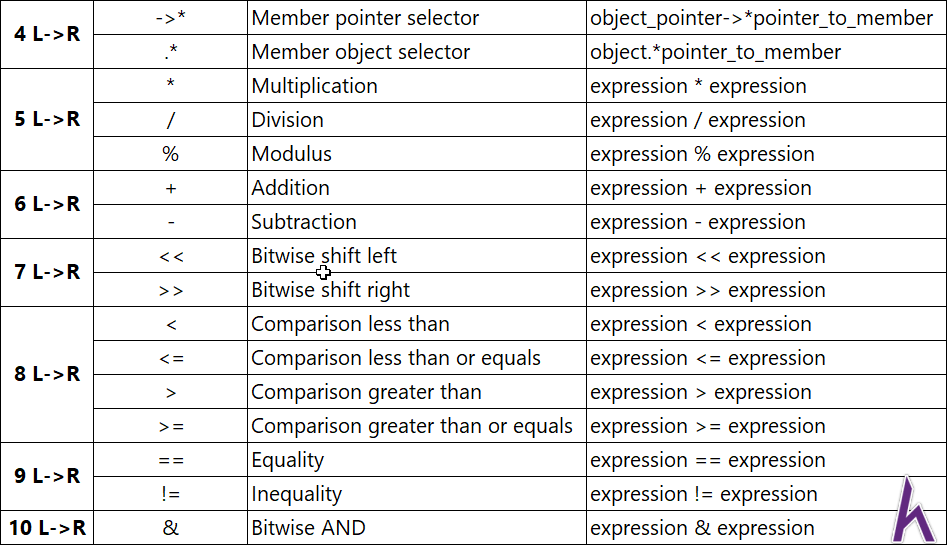 4 L->R ->* Member pointer selector object_pointer->*pointer_to_member
.* Member object selector object.*pointer_to_member
5 L->R * Multiplication expression * expression
/ Division expression / expression
% Modulus expression % expression
6 L->R + Addition expression + expression
- Subtraction expression - expression
7 L->R << Bitwise shift left expression << expression
>> Bitwise shift right expression >> expression
8 L->R < Comparison less than expression < expression
<= Comparison less than or equals expression <= expression
> Comparison greater than expression > expression
>= Comparison greater than or equals expression >= expression
9 L->R == Equality expression == expression
!= Inequality expression != expression
10 L->R & Bitwise AND expression & expression